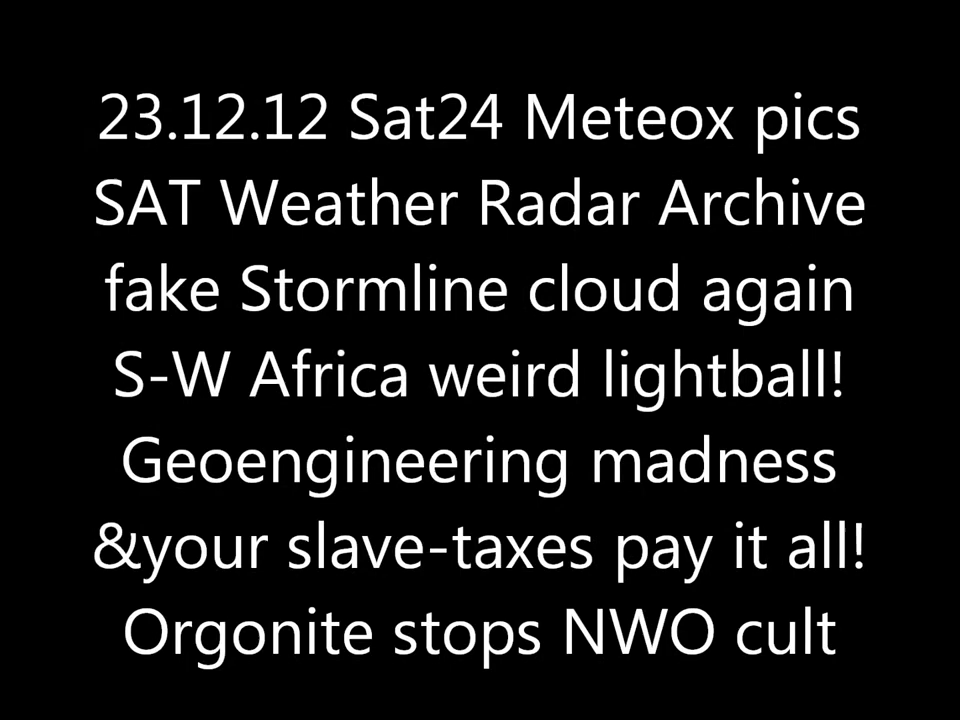 23.12.12 Sat24 Meteox pics
SAT Weather Radar Archive
fake Stormline cloud again
S-W Africa weird lightball!
Geoengineering madness
&your slave-taxes pay it all!
Orgonite stops NWO cult